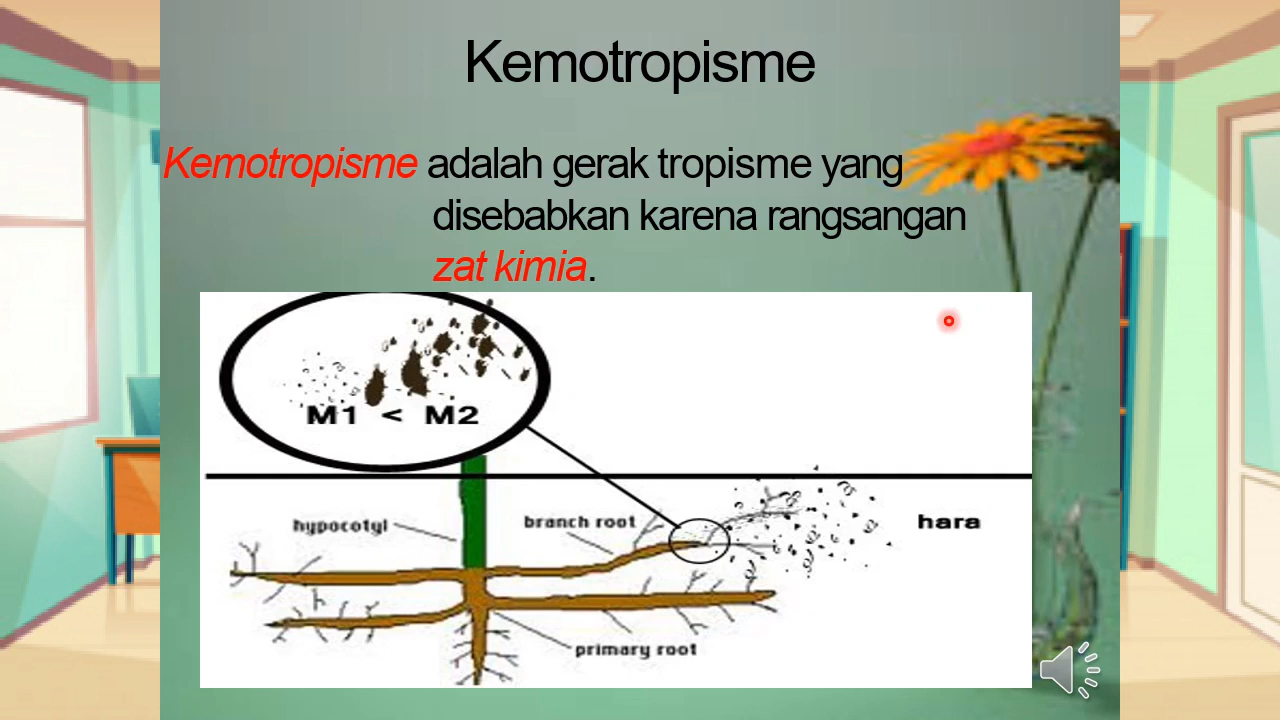 Kemotropisme
Kemotropisme adalah gerak tropisme yang
disebabkan karena rangsangan
zat kimia.
M1 < M2
hypocotyl
branch root
hara
primary root